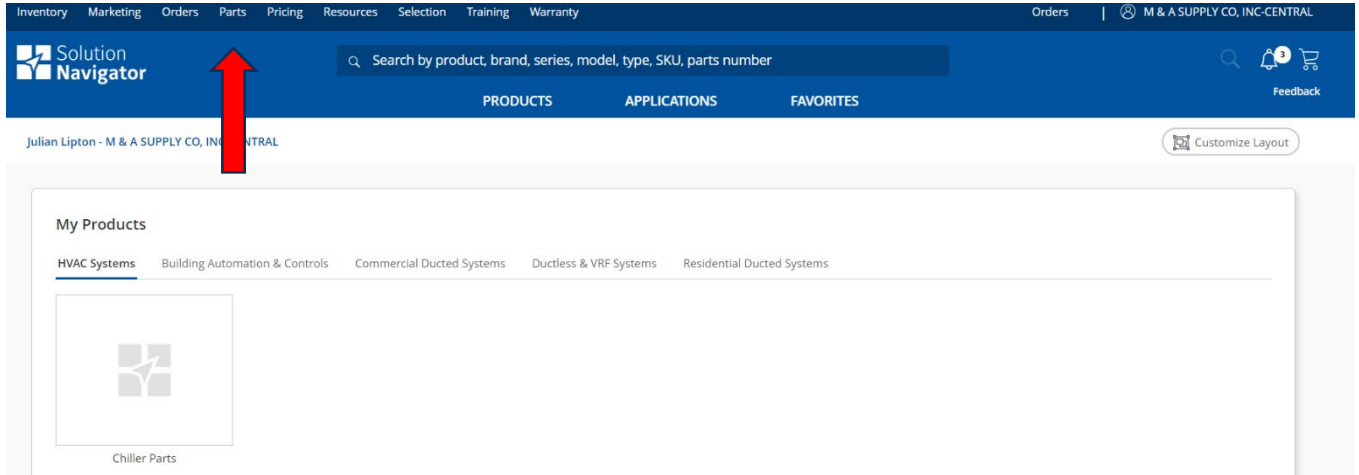 Inventory Marketing Orders Parts Pricing Resources Selection Training Warranty Orders | M & A SUPPLY CO, INC-CENTRAL
Solution
Navigator
Search by product, brand, series, model, type, SKU, parts number
3
Feedback
PRODUCTS APPLICATIONS FAVORITES
Julian Lipton - M & A SUPPLY CO, IN NTRAL
Customize Layout
My Products
HVAC Systems Building Automation & Controls Commercial Ducted Systems Ductless & VRF Systems Residential Ducted Systems
Chiller Parts